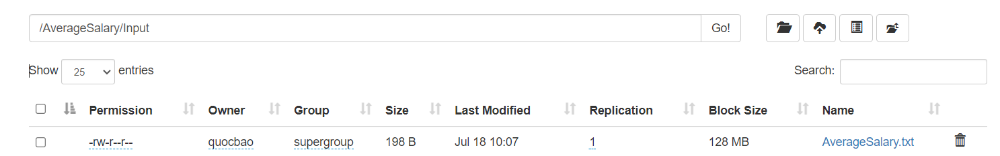 /AverageSalary/Input Go!
Show 25 entries Search:
Permission Owner Group Size Last Modified Replication Block Size Name
-rw-r--r-- quocbao supergroup 198 B Jul 18 10:07 1 128 MB AverageSalary.txt